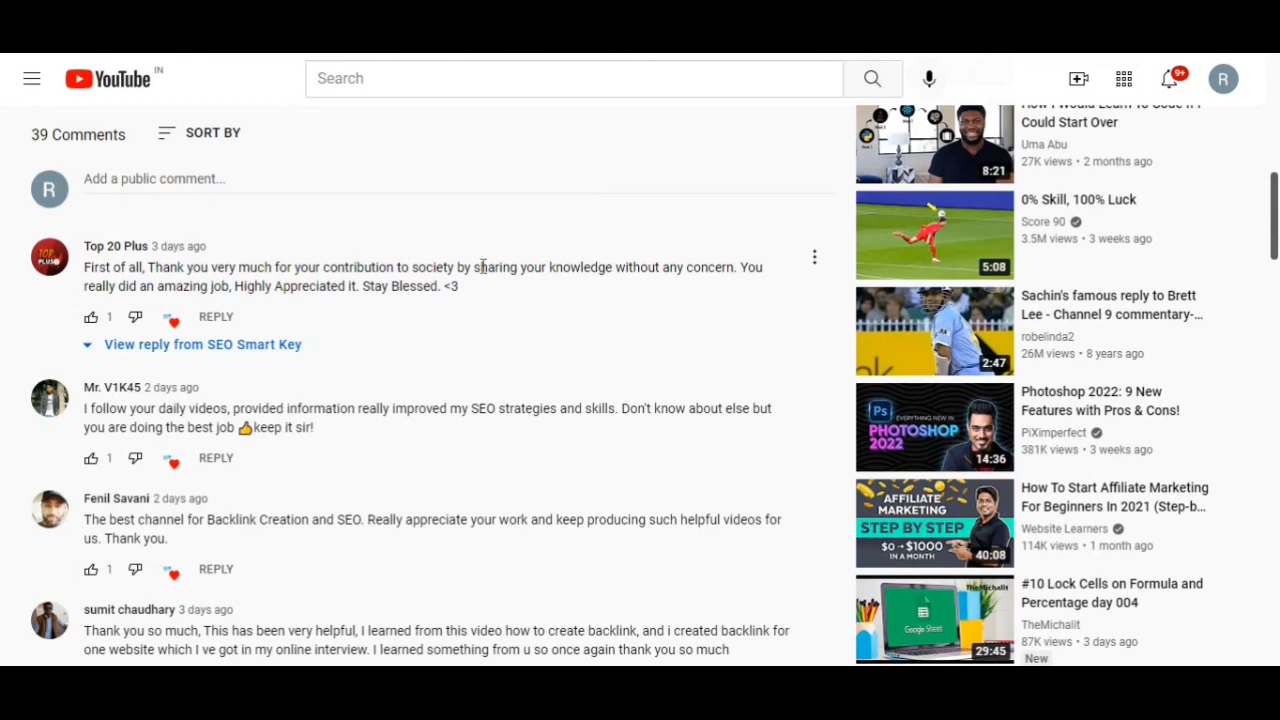 YouTube IN
Search
9+
R
39 Comments
SORT BY
R
Add a public comment...
Top 20 Plus 3 days ago
First of all, Thank you very much for your contribution to society by sharing your knowledge without any concern. You
really did an amazing job, Highly Appreciated it. Stay Blessed. <3
1
REPLY
View reply from SEO Smart Key
Mr. V1K45 2 days ago
I follow your daily videos, provided information really improved my SEO strategies and skills. Don't know about else but
you are doing the best job 👍keep it sir!
1
REPLY
Fenil Savani 2 days ago
The best channel for Backlink Creation and SEO. Really appreciate your work and keep producing such helpful videos for
us. Thank you.
1
REPLY
sumit chaudhary 3 days ago
Thank you so much, This has been very helpful, I learned from this video how to create backlink, and i created backlink for
one website which I ve got in my online interview. I learned something from u so once again thank you so much
8:21
How I Would Learn To Code If I
Could Start Over
Uma Abu
27K views • 2 months ago
5:08
0% Skill, 100% Luck
Score 90
3.5M views • 3 weeks ago
2:47
Sachin's famous reply to Brett
Lee - Channel 9 commentary-...
robelinda2
26M views • 8 years ago
Ps
EVERYTHING NEW IN
PHOTOSHOP
2022
14:36
Photoshop 2022: 9 New
Features with Pros & Cons!
PiXimperfect
381K views • 3 weeks ago
AFFILIATE
MARKETING
STEP BY STEP
$0 → $1000
IN A MONTH
40:08
How To Start Affiliate Marketing
For Beginners In 2021 (Step-b...
Website Learners
114K views • 1 month ago
TheMichalit
Google Sheet
29:45
#10 Lock Cells on Formula and
Percentage day 004
TheMichalit
87K views • 3 days ago
New